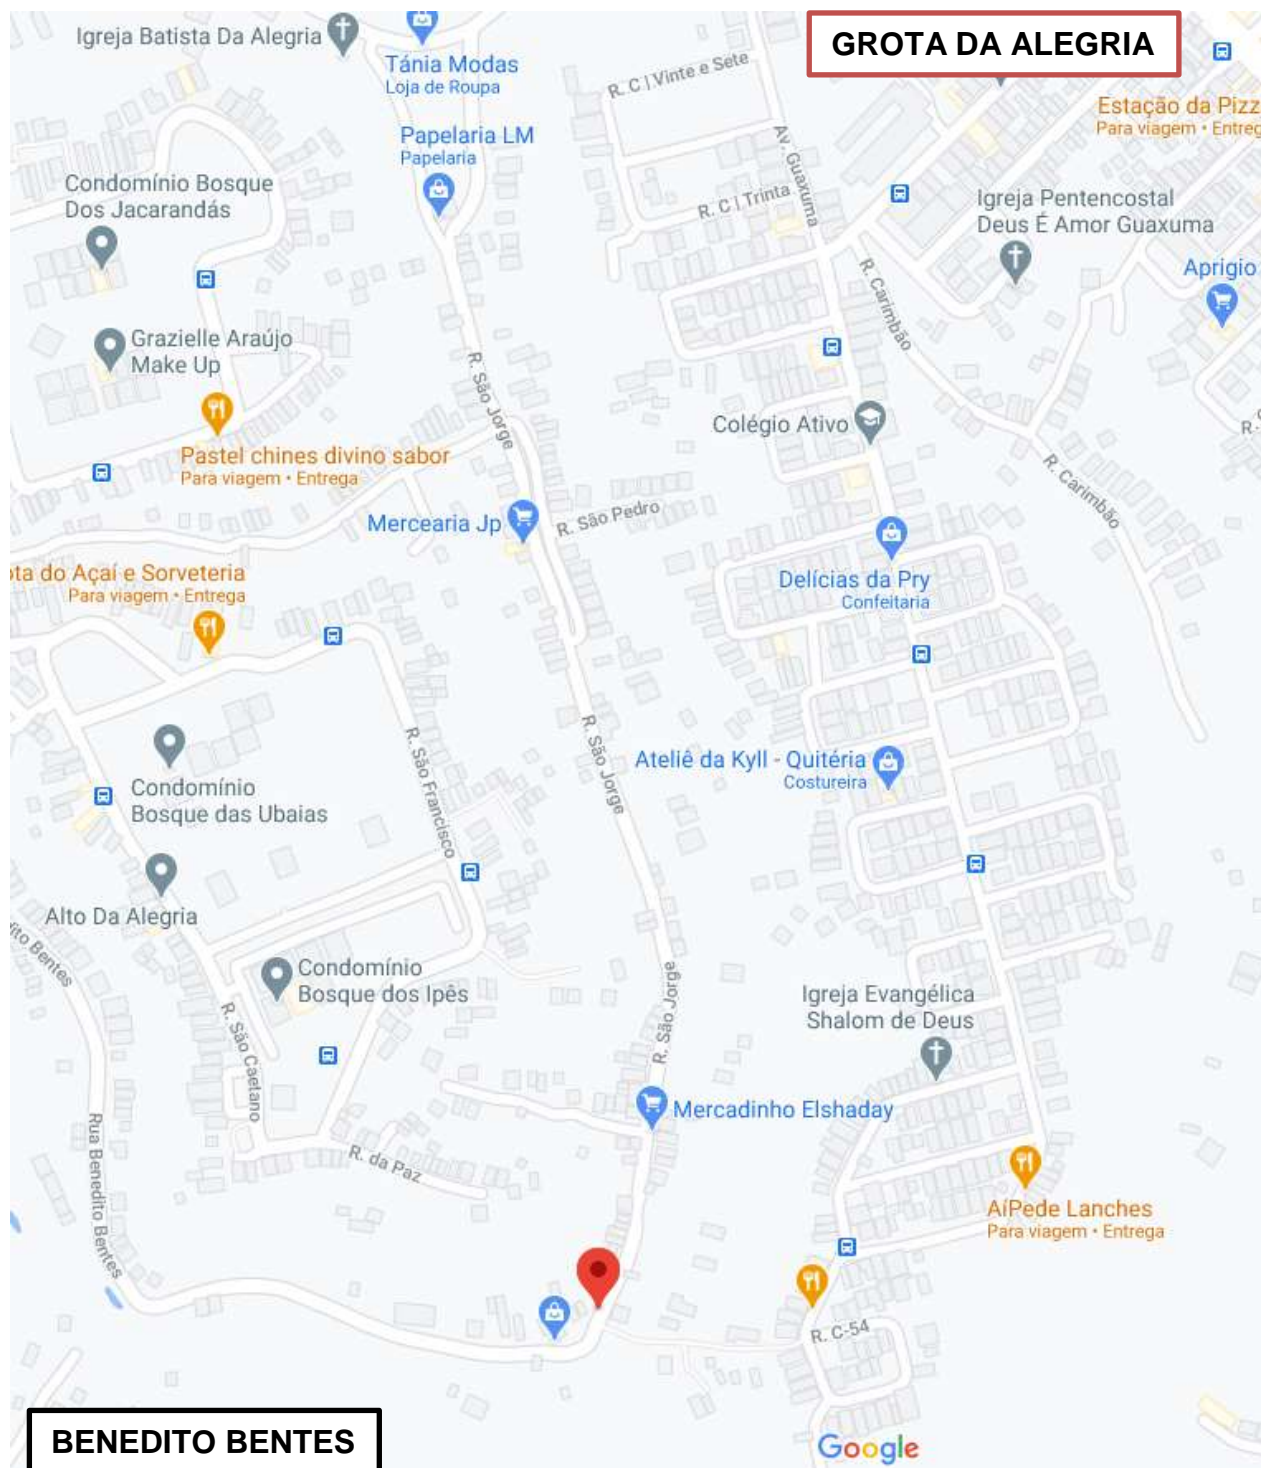 Igreja Batista Da Alegria
GROTA DA ALEGRIA
Tánia Modas
Loja de Roupa
R. C | Vinte e Sete
Estação da Pizz
Para viagem • Entreg
Papelaria LM
Papelaria
Av. Guaxuma
Condomínio Bosque
Dos Jacarandás
R. C | Trinta
Igreja Pentencostal
Deus É Amor Guaxuma
Aprigio
R. Carimbão
Grazielle Araújo
Make Up
R. São Jorge
Colégio Ativo
Pastel chines divino sabor
Para viagem • Entrega
R. Carimbão
Mercearia Jp
R. São Pedro
ta do Açaí e Sorveteria
Para viagem • Entrega
Delícias da Pry
Confeitaria
R. São Jorge
R. São Francisco
Ateliê da Kyll - Quitéria
Costureira
Condomínio
Bosque das Ubaias
Alto Da Alegria
ito Bentes
Condomínio
Bosque dos Ipês
R. São Jorge
Igreja Evangélica
Shalom de Deus
R. São Caetano
Mercadinho Elshaday
Rua Benedito Bentes
R. da Paz
AíPede Lanches
Para viagem • Entrega
R. C-54
BENEDITO BENTES
Google